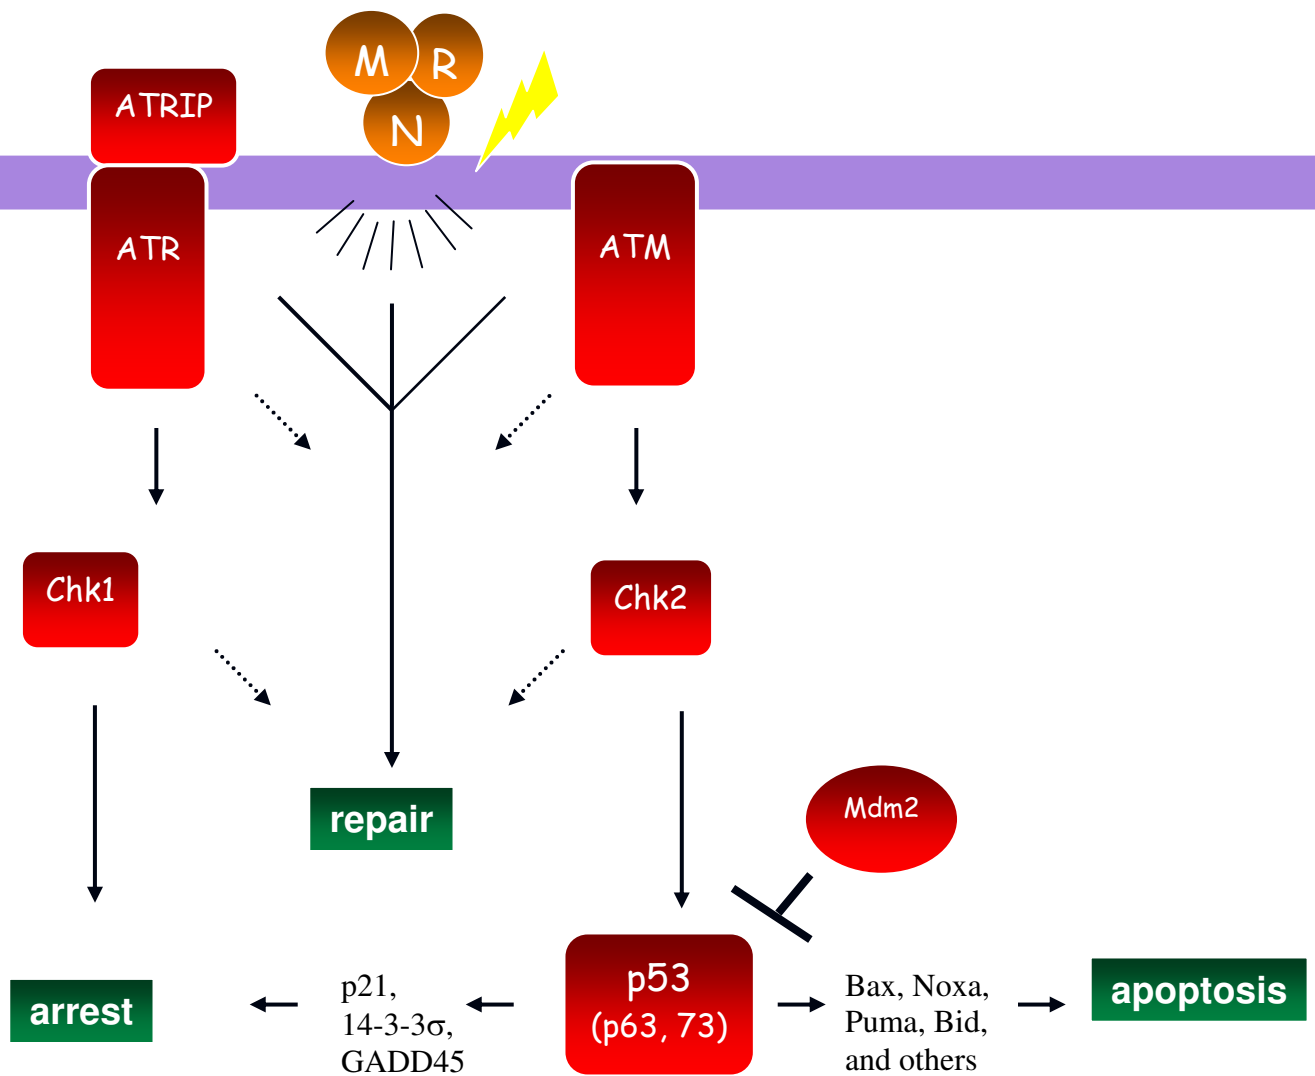 M
R
N
ATRIP
ATR
ATM
Chk1
Chk2
repair
Mdm2
arrest
p21,
14-3-3σ,
GADD45
p53
(p63, 73)
Bax, Noxa,
Puma, Bid,
and others
apoptosis